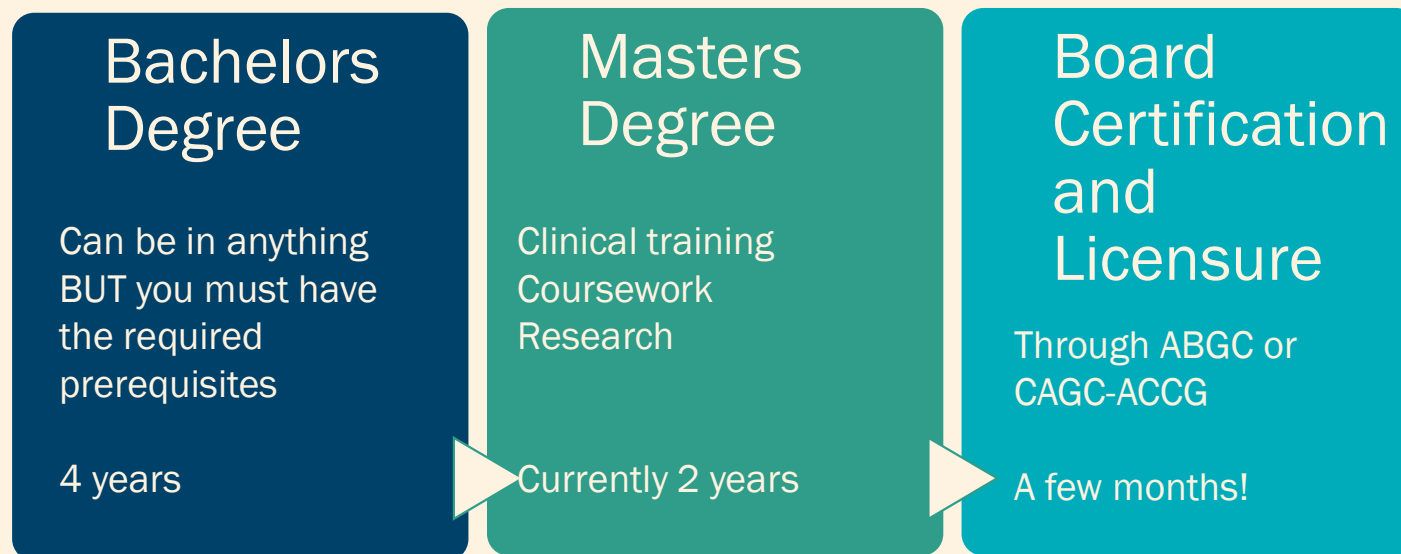 Bachelors
Degree
Can be in anything
BUT you must have
the required
prerequisites
4 years
Masters
Degree
Clinical training
Coursework
Research
Currently 2 years
Board
Certification
and
Licensure
Through ABGC or
CAGC-ACCG
A few months!